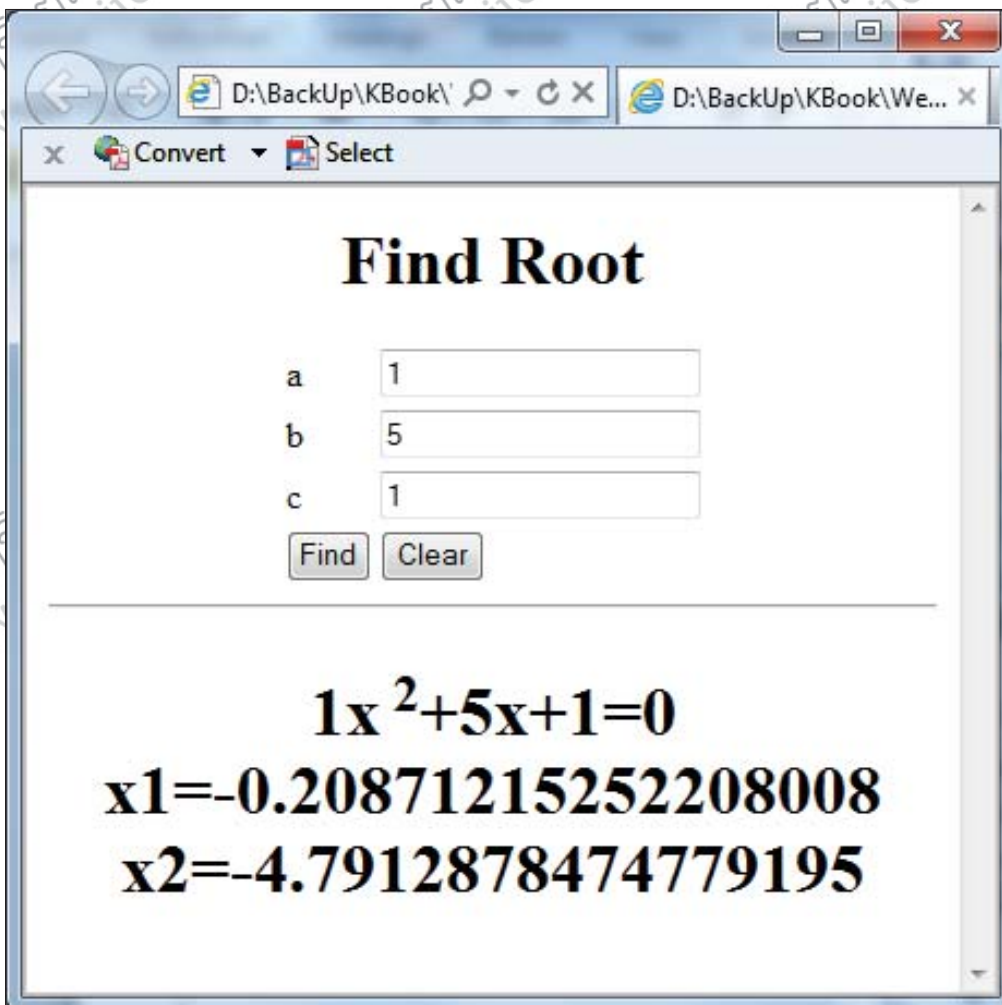 D:\BackUp\KBook\'
D:\BackUp\KBook\We...
Convert Select
Find Root
a 1
b 5
c 1
Find Clear
1x ²+5x+1=0
x1=-0.20871215252208008
x2=-4.7912878474779195